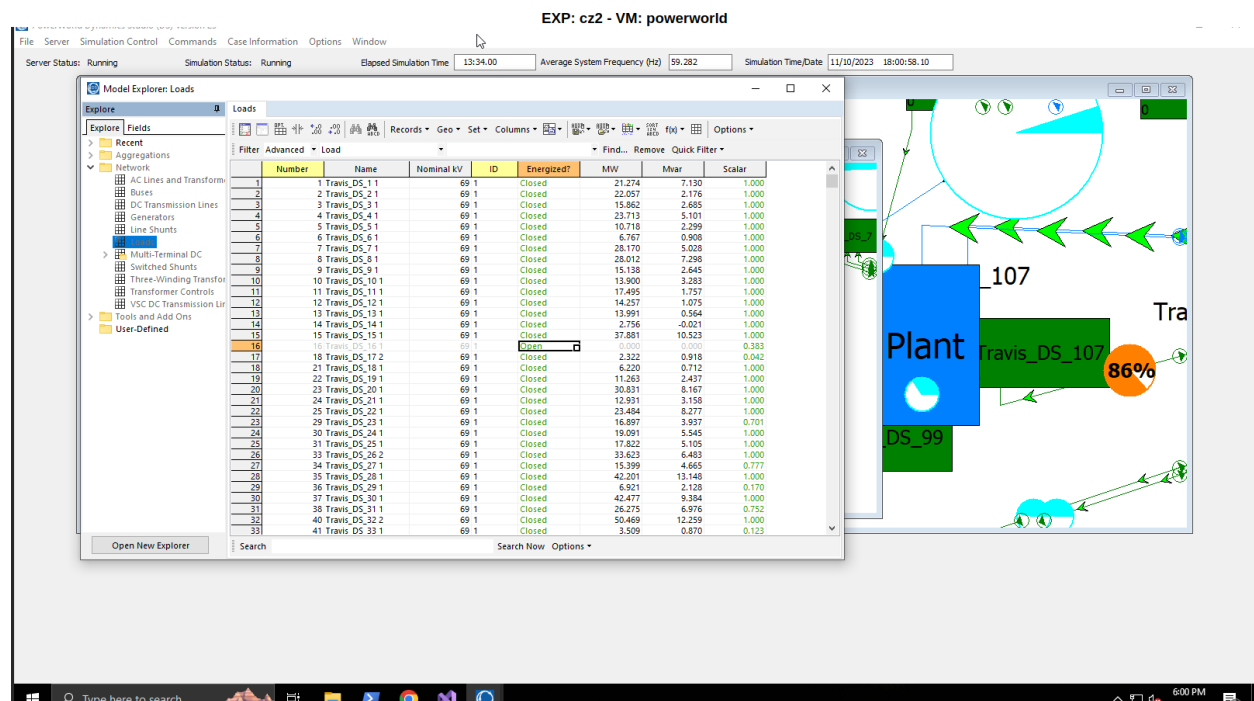 EXP: cz2 - VM: powerworld
File Server Simulation Control Commands Case Information Options Window
Server Status: Running Simulation Status: Running Elapsed Simulation Time 13:34.00 Average System Frequency (Hz) 59.282 Simulation Time/Date 11/10/2023 18:00:58.10
Model Explorer: Loads
Explore
Explore Fields
Recent
Aggregations
Network
AC Lines and Transform
Buses
DC Transmission Lines
Generators
Line Shunts
Loads
Multi-Terminal DC
Switched Shunts
Three-Winding Transfor
Transformer Controls
VSC DC Transmission Lin
Tools and Add Ons
User-Defined
Open New Explorer
Loads
Records Geo Set Columns Options
Filter Advanced Load Find... Remove Quick Filter
Number Name Nominal kV ID Energized? MW Mvar Scalar
1 1 Travis_DS_1 1 69 1 Closed 21.274 7.130 1.000
2 2 Travis_DS_2 1 69 1 Closed 22.057 2.176 1.000
3 3 Travis_DS_3 1 69 1 Closed 15.862 2.685 1.000
4 4 Travis_DS_4 1 69 1 Closed 23.713 5.101 1.000
5 5 Travis_DS_5 1 69 1 Closed 10.718 2.299 1.000
6 6 Travis_DS_6 1 69 1 Closed 6.767 0.908 1.000
7 7 Travis_DS_7 1 69 1 Closed 28.170 5.028 1.000
8 8 Travis_DS_8 1 69 1 Closed 28.012 7.298 1.000
9 9 Travis_DS_9 1 69 1 Closed 15.138 2.645 1.000
10 10 Travis_DS_10 1 69 1 Closed 13.900 3.283 1.000
11 11 Travis_DS_11 1 69 1 Closed 17.495 1.757 1.000
12 12 Travis_DS_12 1 69 1 Closed 14.257 1.075 1.000
13 13 Travis_DS_13 1 69 1 Closed 13.991 0.564 1.000
14 14 Travis_DS_14 1 69 1 Closed 2.756 -0.021 1.000
15 15 Travis_DS_15 1 69 1 Closed 37.881 10.523 1.000
16 16 Travis_DS_16 1 69 1 Open 0.000 0.000 0.383
17 18 Travis_DS_17 2 69 1 Closed 2.322 0.918 0.042
18 21 Travis_DS_18 1 69 1 Closed 6.220 0.712 1.000
19 22 Travis_DS_19 1 69 1 Closed 11.263 2.437 1.000
20 23 Travis_DS_20 1 69 1 Closed 30.831 8.167 1.000
21 24 Travis_DS_21 1 69 1 Closed 12.931 3.158 1.000
22 25 Travis_DS_22 1 69 1 Closed 23.484 8.277 1.000
23 29 Travis_DS_23 1 69 1 Closed 16.897 3.937 0.701
24 30 Travis_DS_24 1 69 1 Closed 19.091 5.545 1.000
25 31 Travis_DS_25 1 69 1 Closed 17.822 5.105 1.000
26 33 Travis_DS_26 2 69 1 Closed 33.623 6.483 1.000
27 34 Travis_DS_27 1 69 1 Closed 15.399 4.665 0.777
28 35 Travis_DS_28 1 69 1 Closed 42.201 13.148 1.000
29 36 Travis_DS_29 1 69 1 Closed 6.921 2.128 0.170
30 37 Travis_DS_30 1 69 1 Closed 42.477 9.384 1.000
31 38 Travis_DS_31 1 69 1 Closed 26.275 6.976 0.752
32 40 Travis_DS_32 2 69 1 Closed 50.469 12.259 1.000
33 41 Travis_DS_33 1 69 1 Closed 3.509 0.870 0.123
Search Search Now Options
0
DS_7
_107
Tra
Plant
Travis_DS_107
86%
_DS_99
Type here to search
6:00 PM